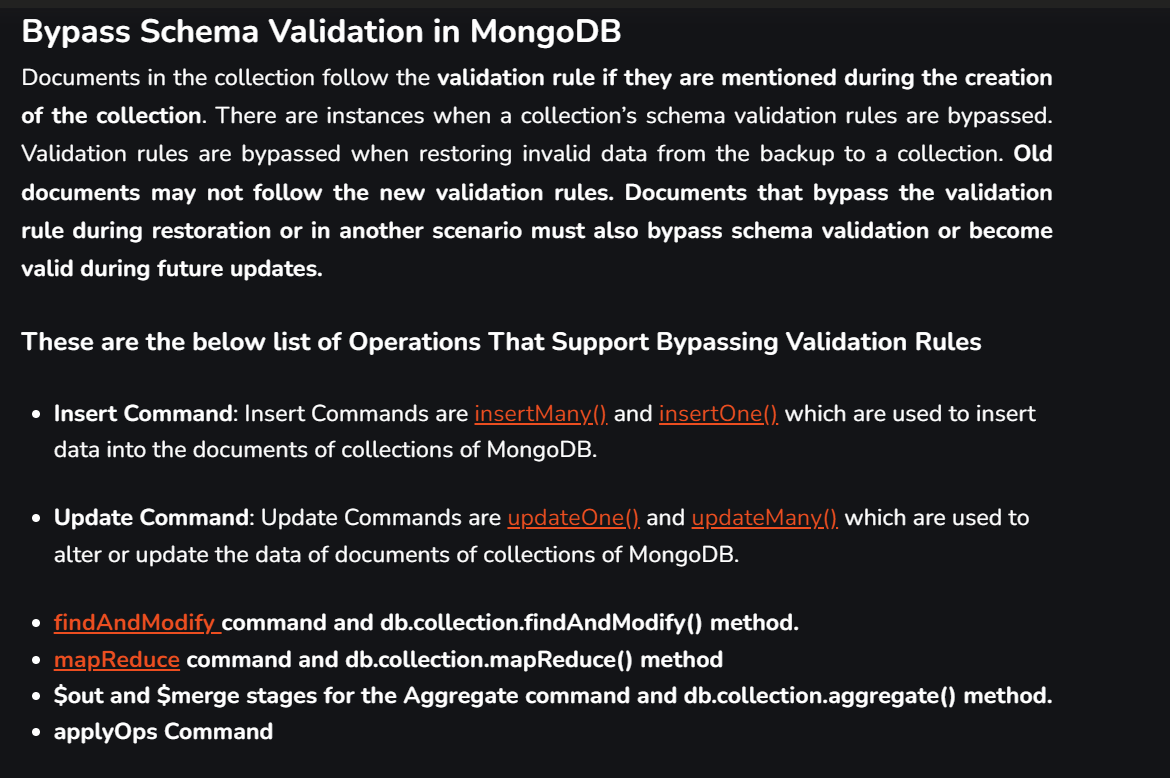 Bypass Schema Validation in MongoDB
Documents in the collection follow the validation rule if they are mentioned during the creation
of the collection. There are instances when a collection’s schema validation rules are bypassed.
Validation rules are bypassed when restoring invalid data from the backup to a collection. Old
documents may not follow the new validation rules. Documents that bypass the validation
rule during restoration or in another scenario must also bypass schema validation or become
valid during future updates.
These are the below list of Operations That Support Bypassing Validation Rules
• Insert Command: Insert Commands are insertMany() and insertOne() which are used to insert
data into the documents of collections of MongoDB.
• Update Command: Update Commands are updateOne() and updateMany() which are used to
alter or update the data of documents of collections of MongoDB.
• findAndModify command and db.collection.findAndModify() method.
• mapReduce command and db.collection.mapReduce() method
• $out and $merge stages for the Aggregate command and db.collection.aggregate() method.
• applyOps Command